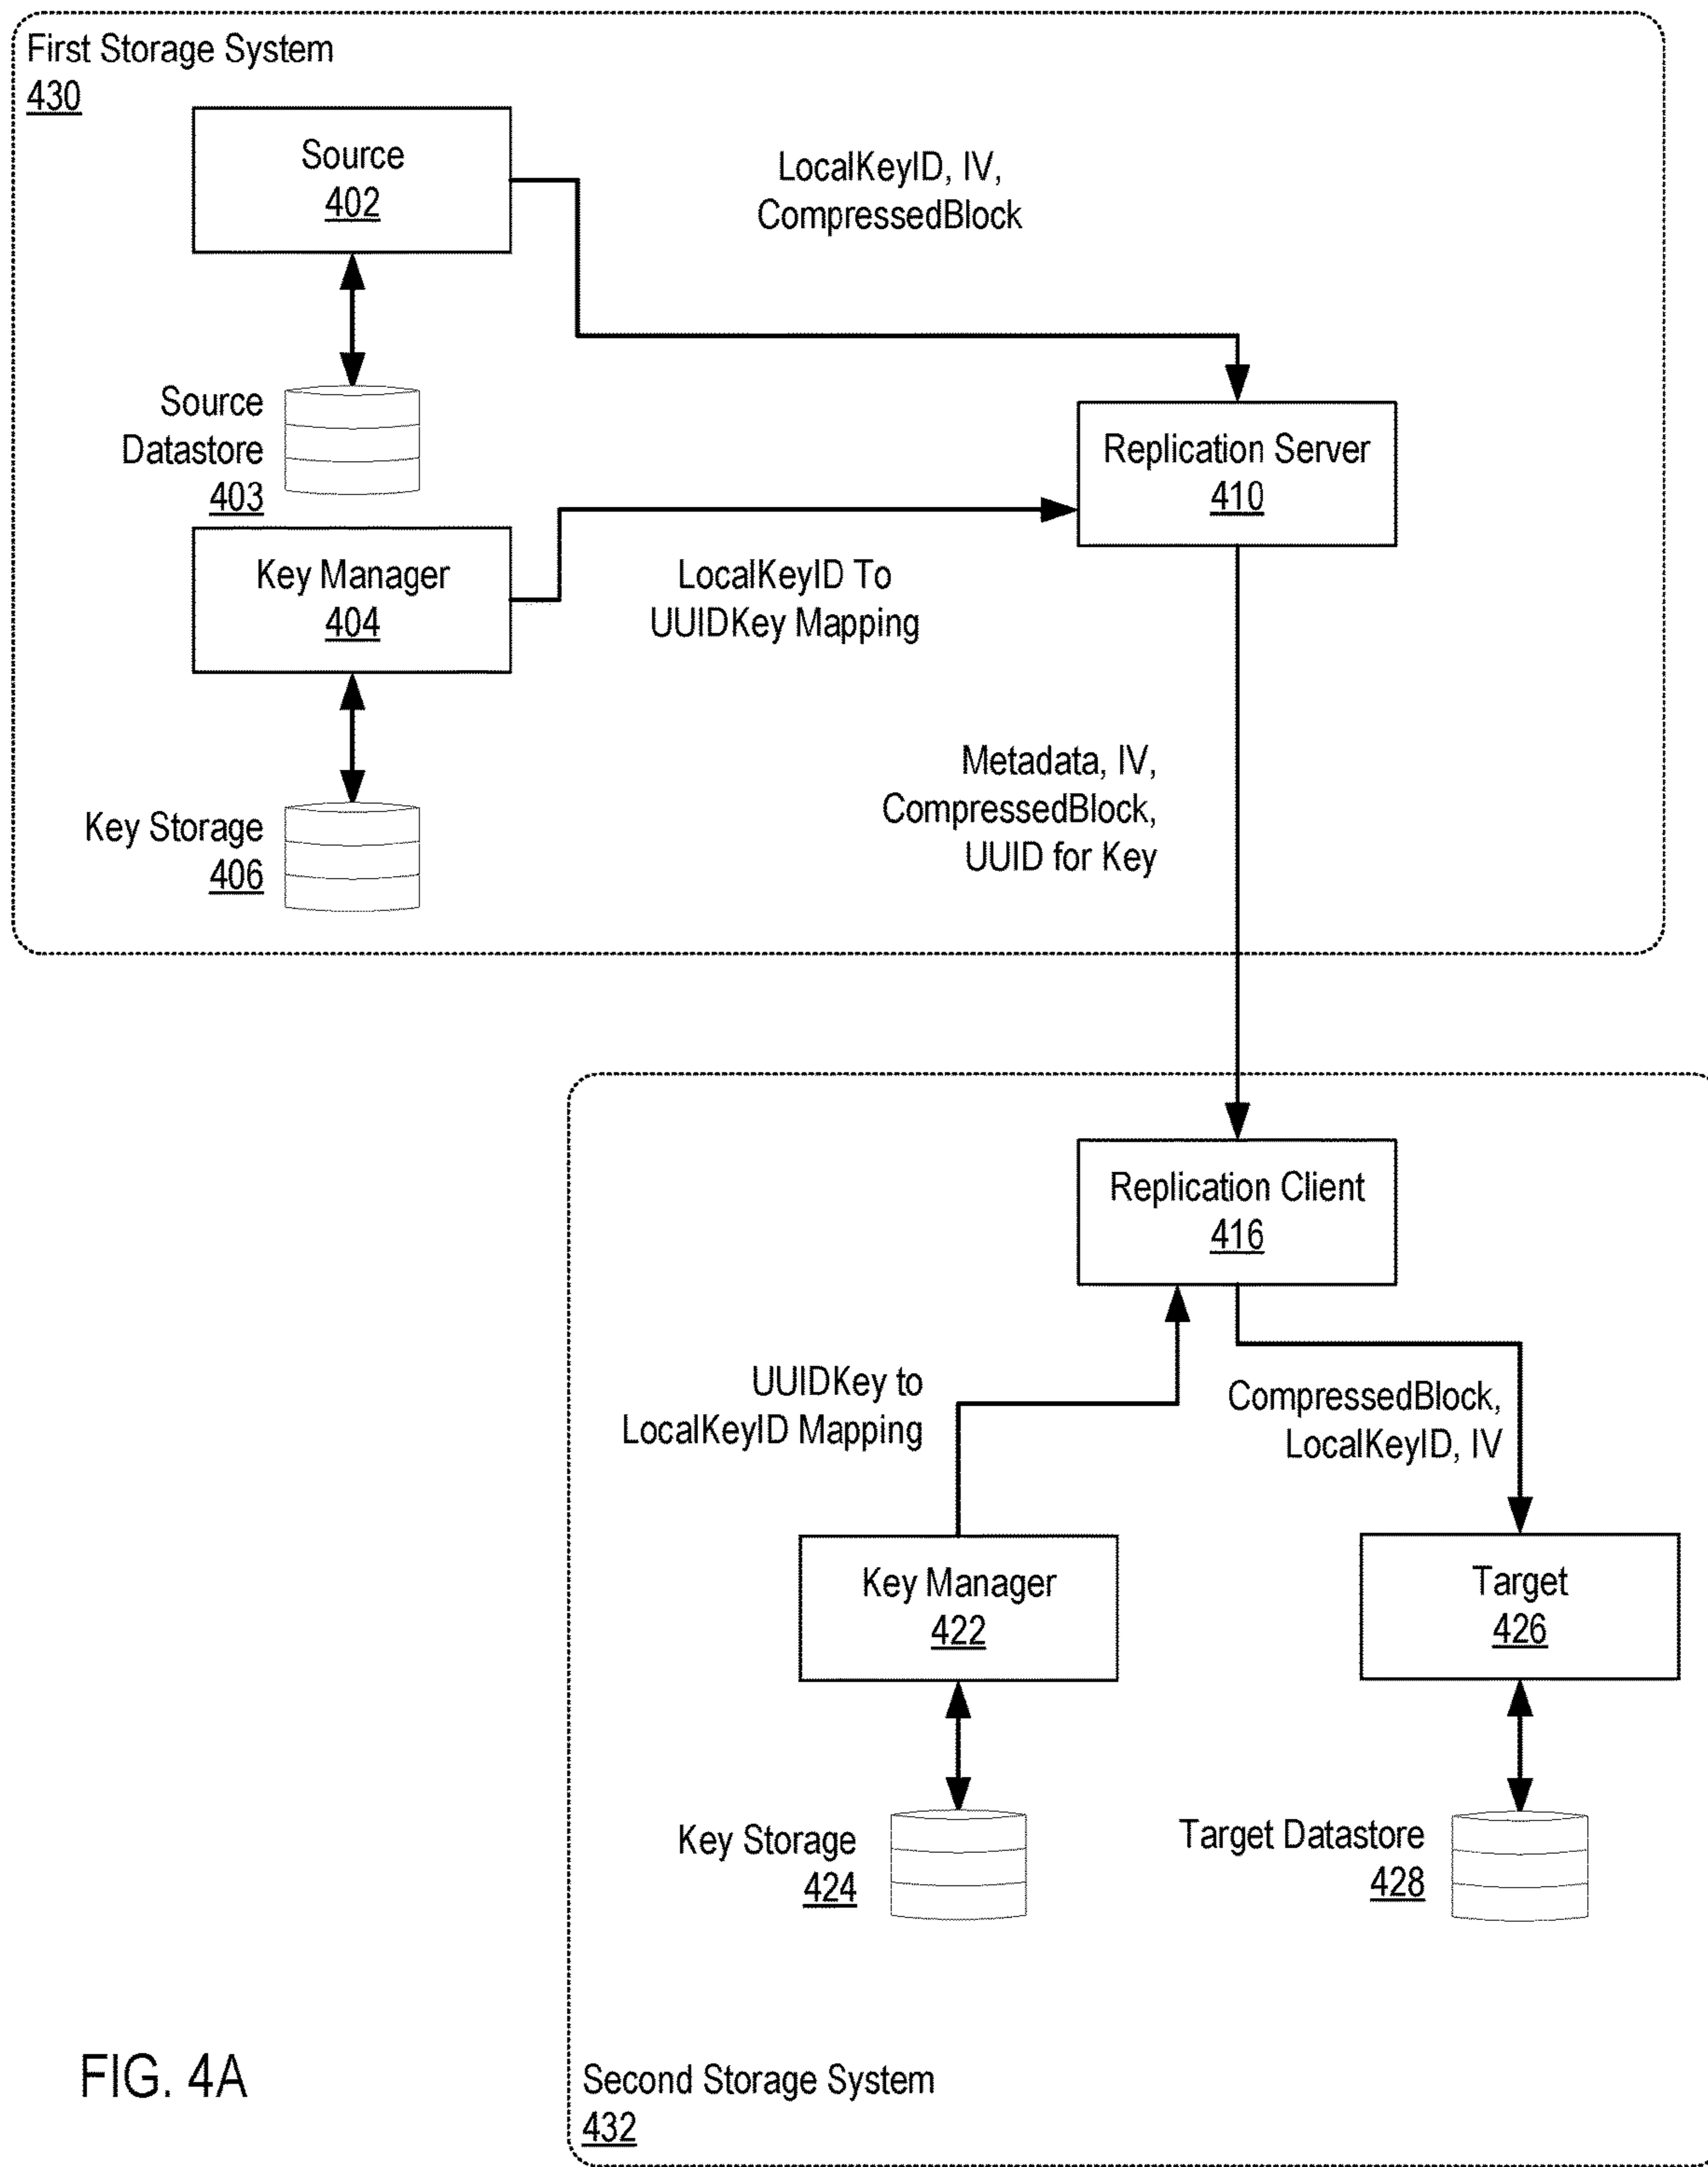 First Storage System
430
Source
402
LocalKeyID, IV,
CompressedBlock
Source
Datastore
403
Replication Server
410
Key Manager
404
LocalKeyID To
UUIDKey Mapping
Key Storage
406
Metadata, IV,
CompressedBlock,
UUID for Key
Replication Client
416
UUIDKey to
LocalKeyID Mapping
CompressedBlock,
LocalKeyID, IV
Key Manager
422
Target
426
Key Storage
424
Target Datastore
428
FIG. 4A
Second Storage System
432